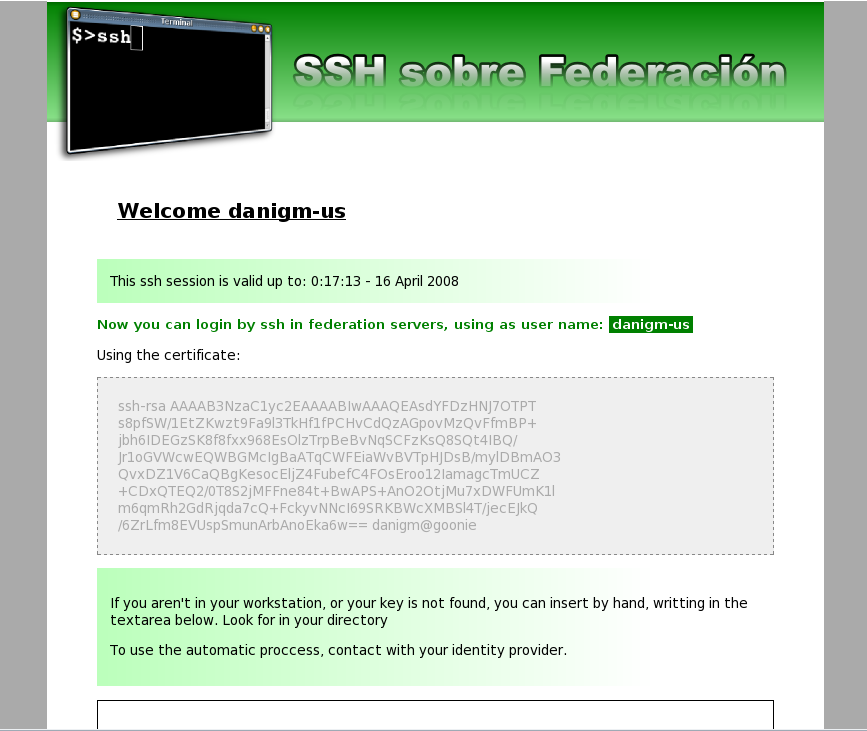 Terminal
$>ssh
SSH sobre Federación
Welcome danigm-us
This ssh session is valid up to: 0:17:13 - 16 April 2008
Now you can login by ssh in federation servers, using as user name: danigm-us
Using the certificate:
ssh-rsa AAAAB3NzaC1yc2EAAAABIwAAAQEAsdYFDzHNJ7OTPT
s8pfSW/1EtZKwzt9Fa9l3TkHf1fPCHvCdQzAGpovMzQvFfmBP+
jbh6IDEGzSK8f8fxx968EsOlzTrpBeBvNqSCFzKsQ8SQt4IBQ/
Jr1oGVWcwEQWBGMcIgBaATqCWFEiaWvBVTpHJDsB/mylDBmAO3
QvxDZ1V6CaQBgKesocEljZ4FubefC4FOsEroo12IamagcTmUCZ
+CDxQTEQ2/0T8S2jMFFne84t+BwAPS+AnO2OtjMu7xDWFUmK1l
m6qmRh2GdRjqda7cQ+FckyvNNcI69SRKBWcXMBSl4T/jecEJkQ
/6ZrLfm8EVUspSmunArbAnoEka6w== danigm@goonie
If you aren't in your workstation, or your key is not found, you can insert by hand, writting in the
textarea below. Look for in your directory
To use the automatic proccess, contact with your identity provider.